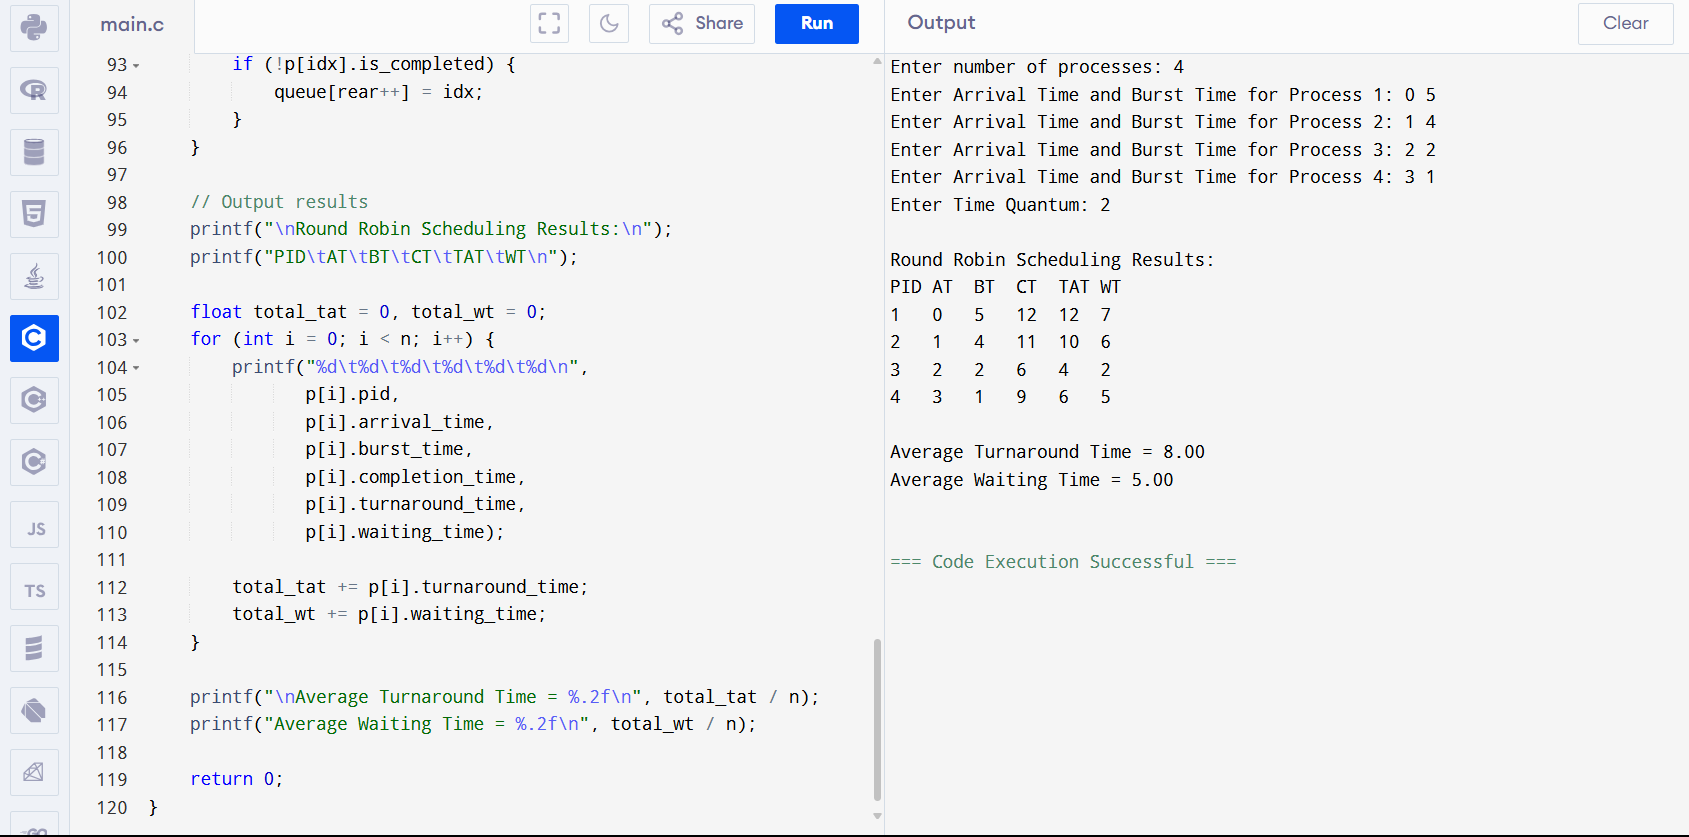 main.c
Share
Run
Output
Clear
R
5
C
JS
TS
GO
93 if (!p[idx].is_completed) {
94 queue[rear++] = idx;
95 }
96 }
97
98 // Output results
99 printf("\nRound Robin Scheduling Results:\n");
100 printf("PID\tAT\tBT\tCT\tTAT\tWT\n");
101
102 float total_tat = 0, total_wt = 0;
103 for (int i = 0; i < n; i++) {
104 printf("%d\t%d\t%d\t%d\t%d\t%d\n",
105 p[i].pid,
106 p[i].arrival_time,
107 p[i].burst_time,
108 p[i].completion_time,
109 p[i].turnaround_time,
110 p[i].waiting_time);
111
112 total_tat += p[i].turnaround_time;
113 total_wt += p[i].waiting_time;
114 }
115
116 printf("\nAverage Turnaround Time = %.2f\n", total_tat / n);
117 printf("Average Waiting Time = %.2f\n", total_wt / n);
118
119 return 0;
120 }
Enter number of processes: 4
Enter Arrival Time and Burst Time for Process 1: 0 5
Enter Arrival Time and Burst Time for Process 2: 1 4
Enter Arrival Time and Burst Time for Process 3: 2 2
Enter Arrival Time and Burst Time for Process 4: 3 1
Enter Time Quantum: 2
Round Robin Scheduling Results:
PID AT BT CT TAT WT
1 0 5 12 12 7
2 1 4 11 10 6
3 2 2 6 4 2
4 3 1 9 6 5
Average Turnaround Time = 8.00
Average Waiting Time = 5.00
=== Code Execution Successful ===